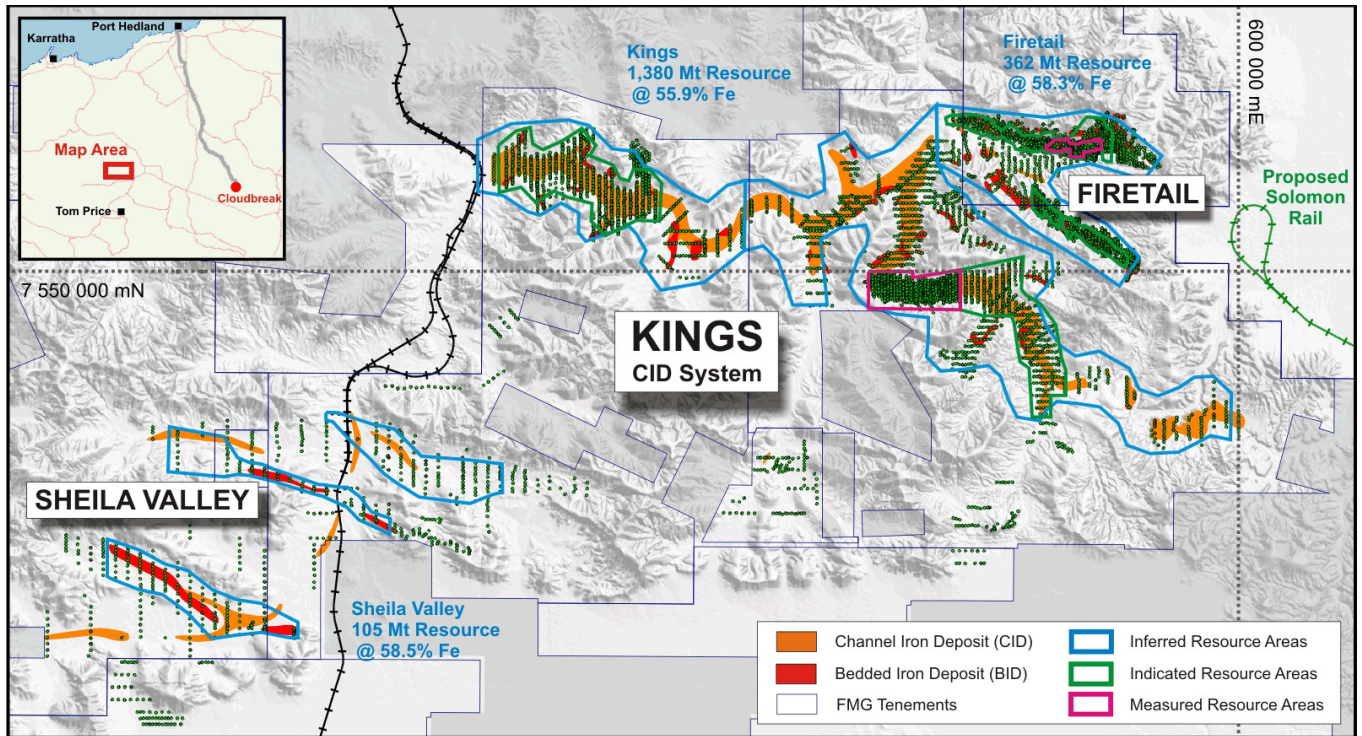 Port Hedland
Karratha
Map Area
Cloudbreak
Tom Price
Kings
1,380 Mt Resource
@ 55.9% Fe
Firetail
362 Mt Resource
@ 58.3% Fe
600 000 mE
FIRETAIL
Proposed
Solomon
Rail
7 550 000 mN
KINGS
CID System
SHEILA VALLEY
Sheila Valley
105 Mt Resource
@ 58.5% Fe
Channel Iron Deposit (CID)
Bedded Iron Deposit (BID)
FMG Tenements
Inferred Resource Areas
Indicated Resource Areas
Measured Resource Areas